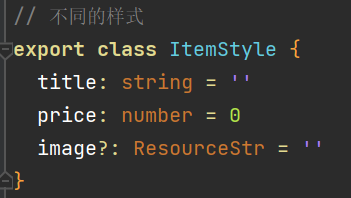 // 不同的样式
export class ItemStyle {
  title: string = ''
  price: number = 0
  image?: ResourceStr = ''
}